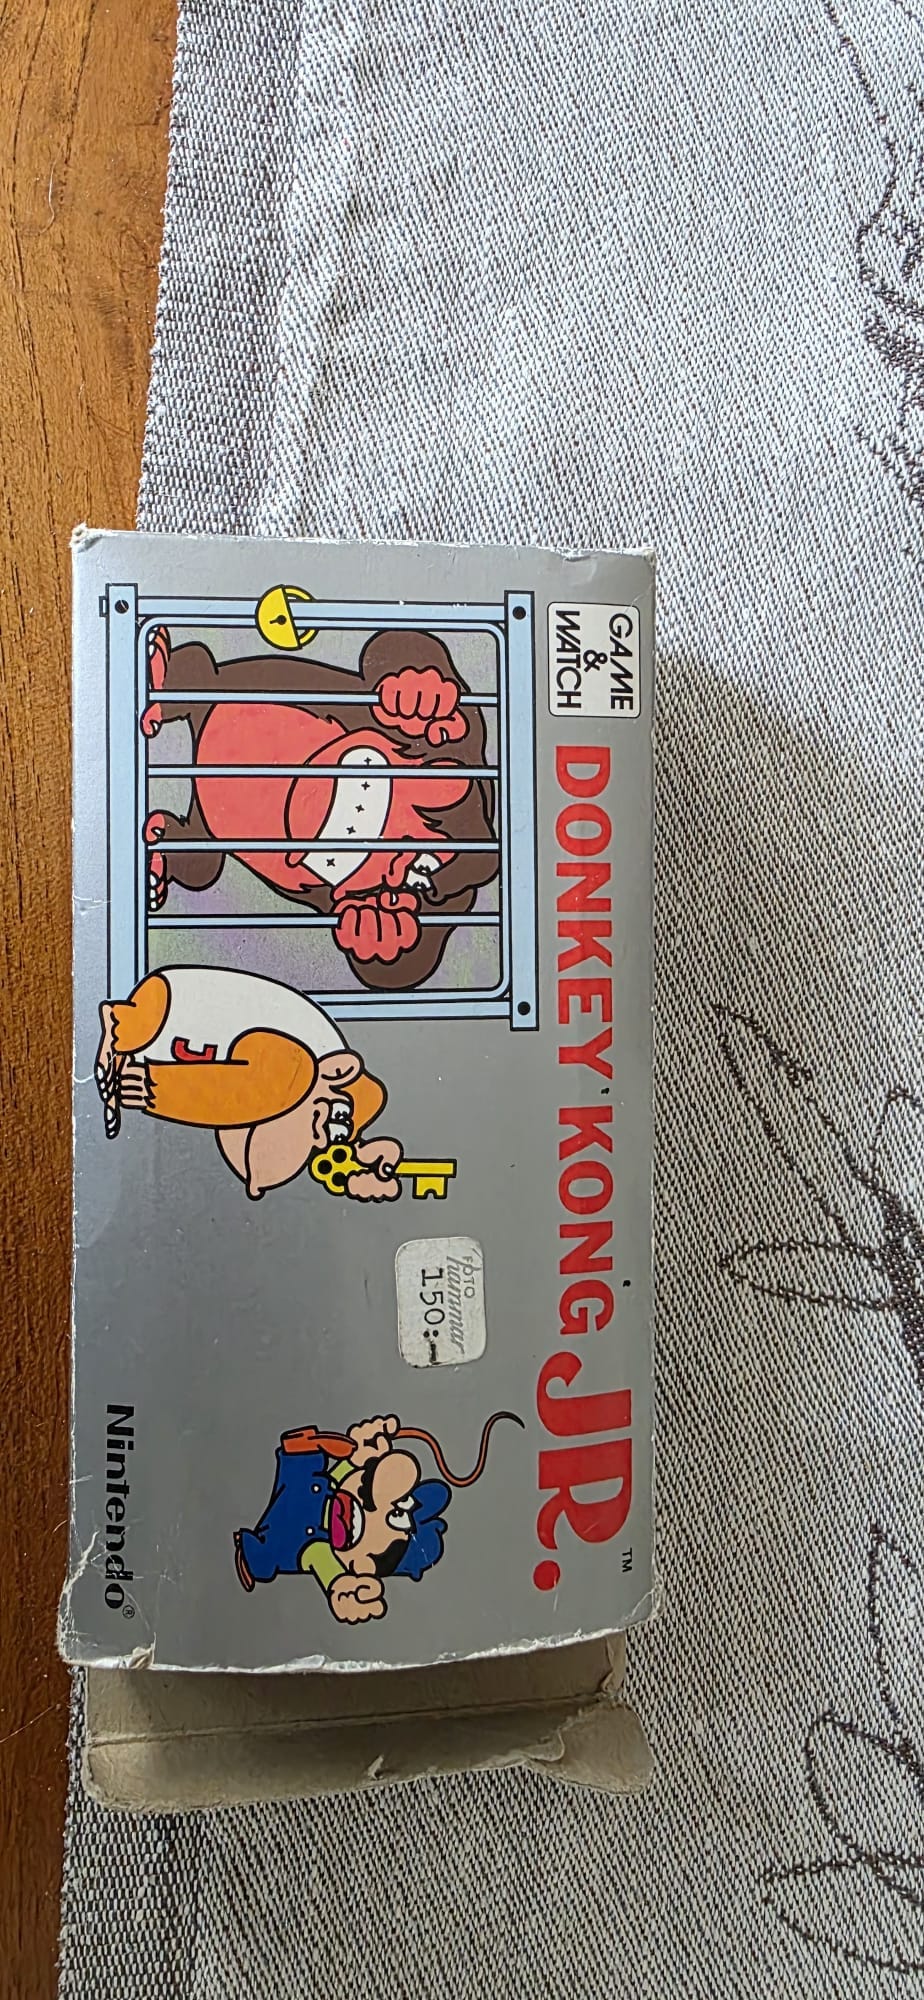 GAME
&
WATCH
DONKEY KONG JR.™
J
FOTO
hammar
150:-
Nintendo®